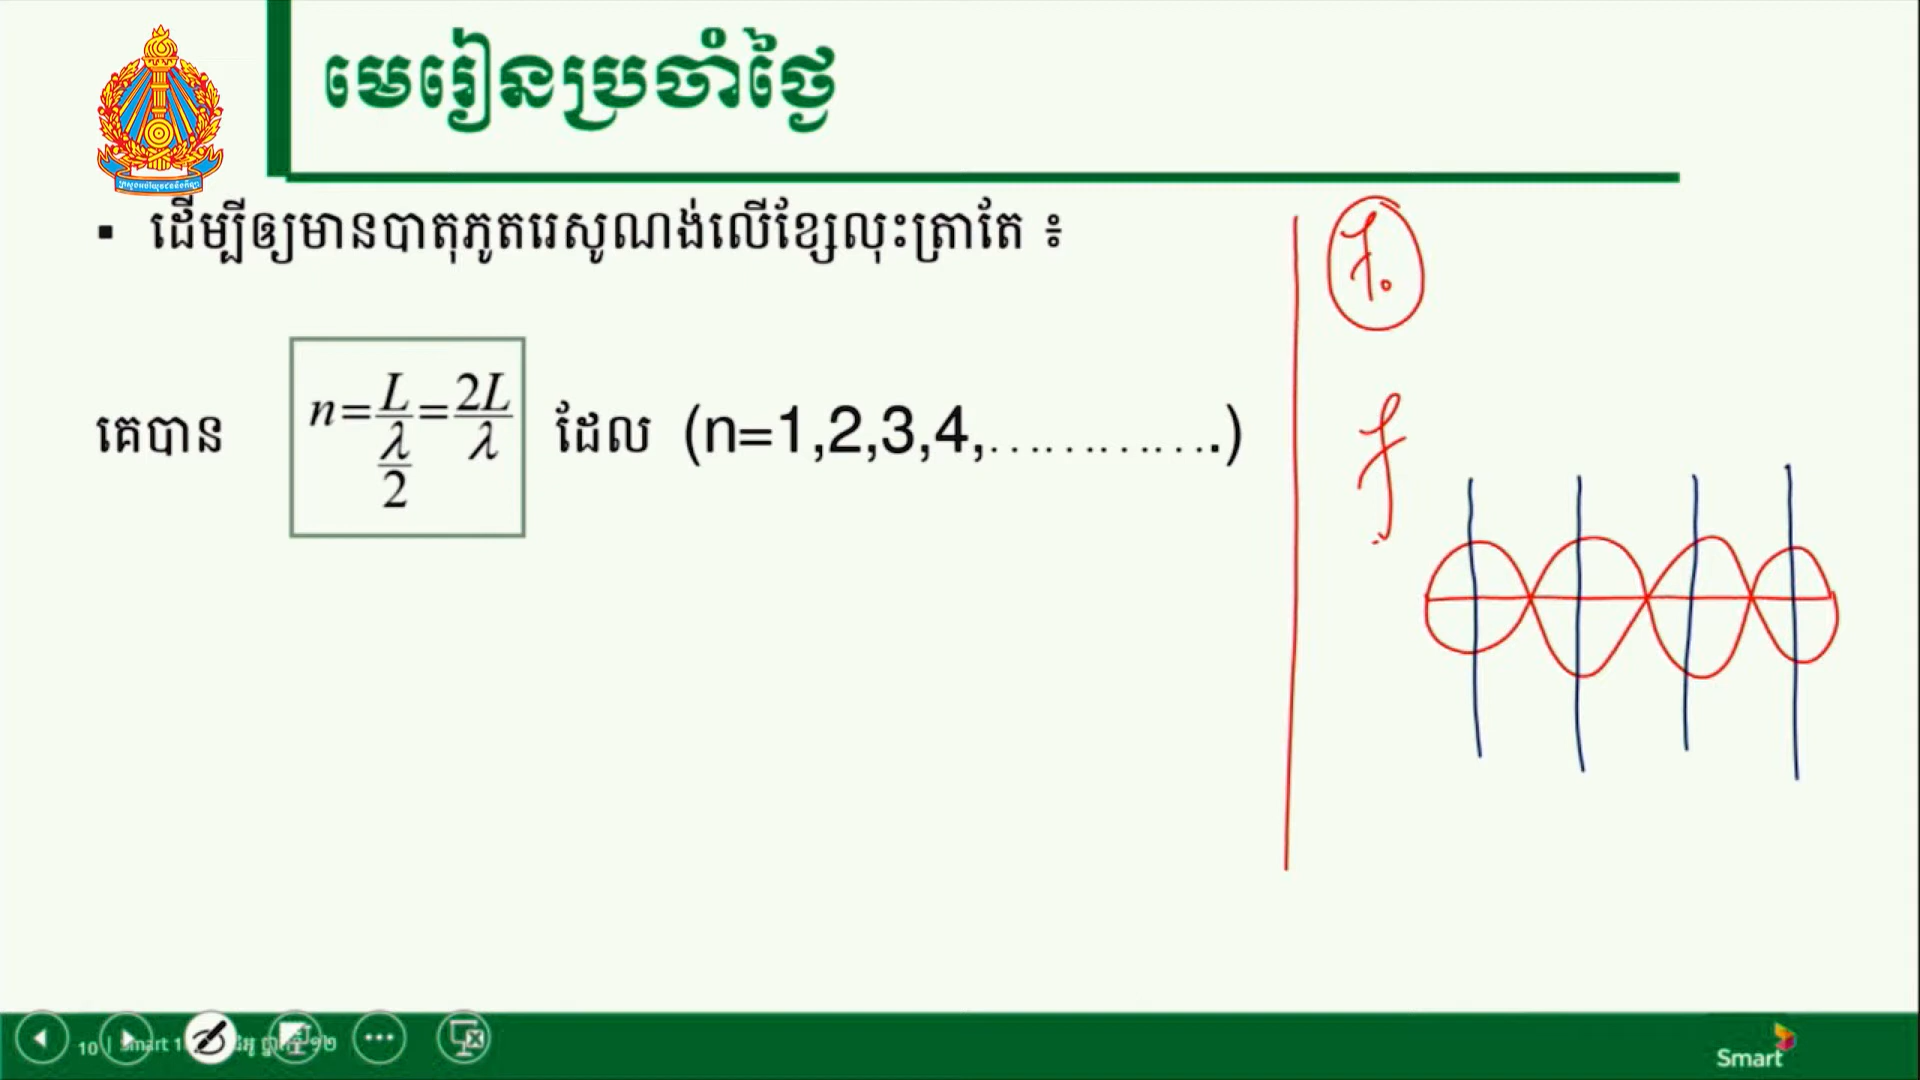 មេរៀនប្រចាំថ្ងៃ
▪ ដើម្បីឲ្យមានបាតុភូតរេសូណង់លើខ្សែលុះត្រាតែ ៖
គេបាន n=L/(λ/2)=2L/λ ដែល (n=1,2,3,4,………….)
f₀
f
10 | Smart
Smart